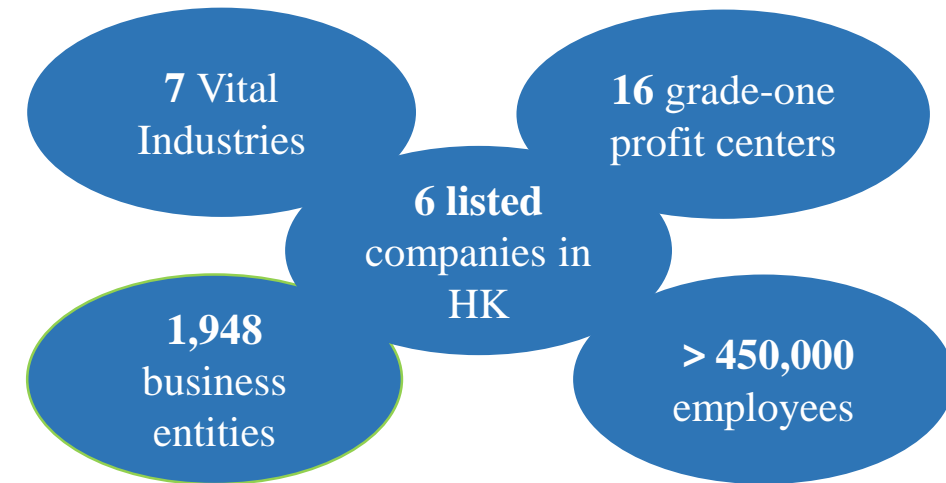 7 Vital
Industries
16 grade-one
profit centers
6 listed
companies in
HK
1,948
business
entities
> 450,000
employees